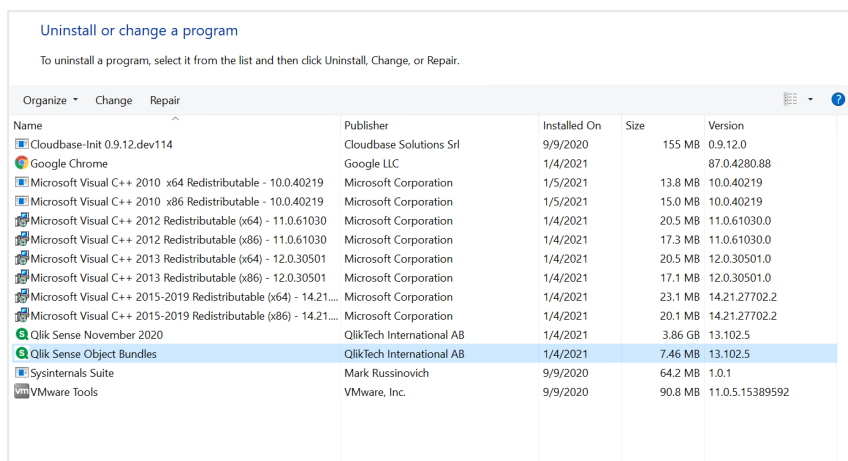 Uninstall or change a program
To uninstall a program, select it from the list and then click Uninstall, Change, or Repair.
Organize Change Repair
Name Publisher Installed On Size Version
Cloudbase-Init 0.9.12.dev114 Cloudbase Solutions Srl 9/9/2020 155 MB 0.9.12.0
Google Chrome Google LLC 1/4/2021 87.0.4280.88
Microsoft Visual C++ 2010 x64 Redistributable - 10.0.40219 Microsoft Corporation 1/5/2021 13.8 MB 10.0.40219
Microsoft Visual C++ 2010 x86 Redistributable - 10.0.40219 Microsoft Corporation 1/5/2021 15.0 MB 10.0.40219
Microsoft Visual C++ 2012 Redistributable (x64) - 11.0.61030 Microsoft Corporation 1/4/2021 20.5 MB 11.0.61030.0
Microsoft Visual C++ 2012 Redistributable (x86) - 11.0.61030 Microsoft Corporation 1/4/2021 17.3 MB 11.0.61030.0
Microsoft Visual C++ 2013 Redistributable (x64) - 12.0.30501 Microsoft Corporation 1/4/2021 20.5 MB 12.0.30501.0
Microsoft Visual C++ 2013 Redistributable (x86) - 12.0.30501 Microsoft Corporation 1/4/2021 17.1 MB 12.0.30501.0
Microsoft Visual C++ 2015-2019 Redistributable (x64) - 14.21.... Microsoft Corporation 1/4/2021 23.1 MB 14.21.27702.2
Microsoft Visual C++ 2015-2019 Redistributable (x86) - 14.21.... Microsoft Corporation 1/4/2021 20.1 MB 14.21.27702.2
Qlik Sense November 2020 QlikTech International AB 1/4/2021 3.86 GB 13.102.5
Qlik Sense Object Bundles QlikTech International AB 1/4/2021 7.46 MB 13.102.5
Sysinternals Suite Mark Russinovich 9/9/2020 64.2 MB 1.0.1
vm VMware Tools VMware, Inc. 9/9/2020 90.8 MB 11.0.5.15389592